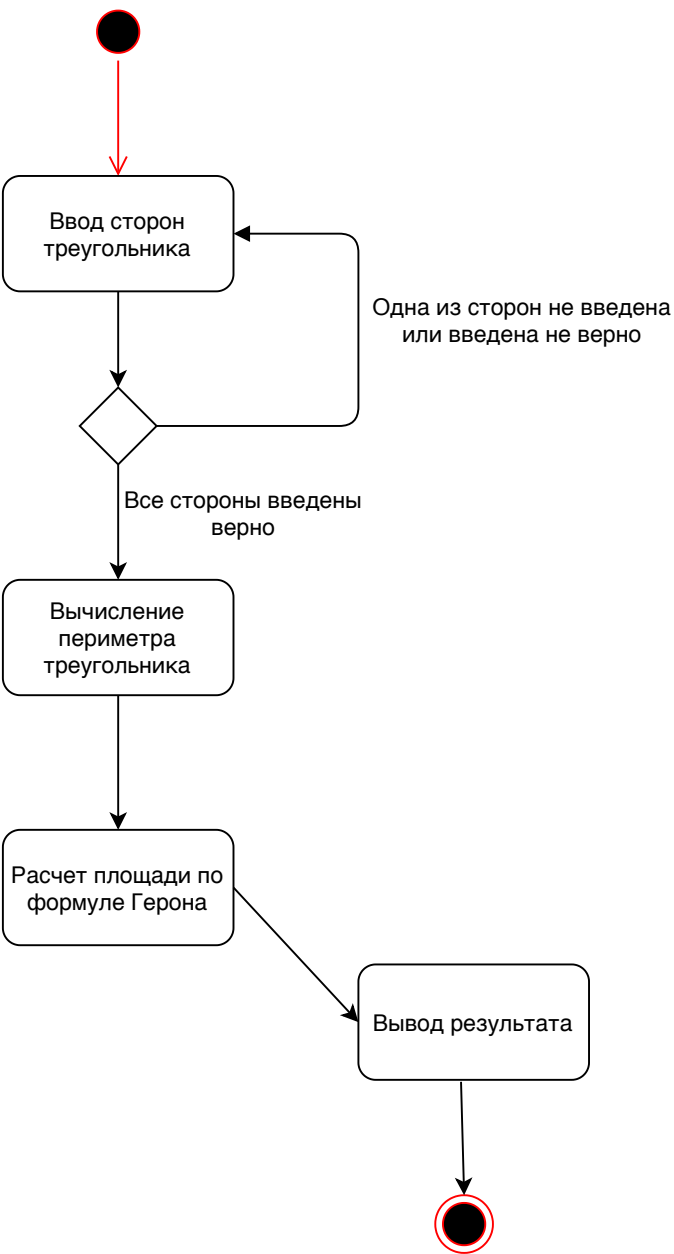 Ввод сторон
треугольника
Одна из сторон не введена
или введена не верно
Все стороны введены
верно
Вычисление
периметра
треугольника
Расчет площади по
формуле Герона
Вывод результата